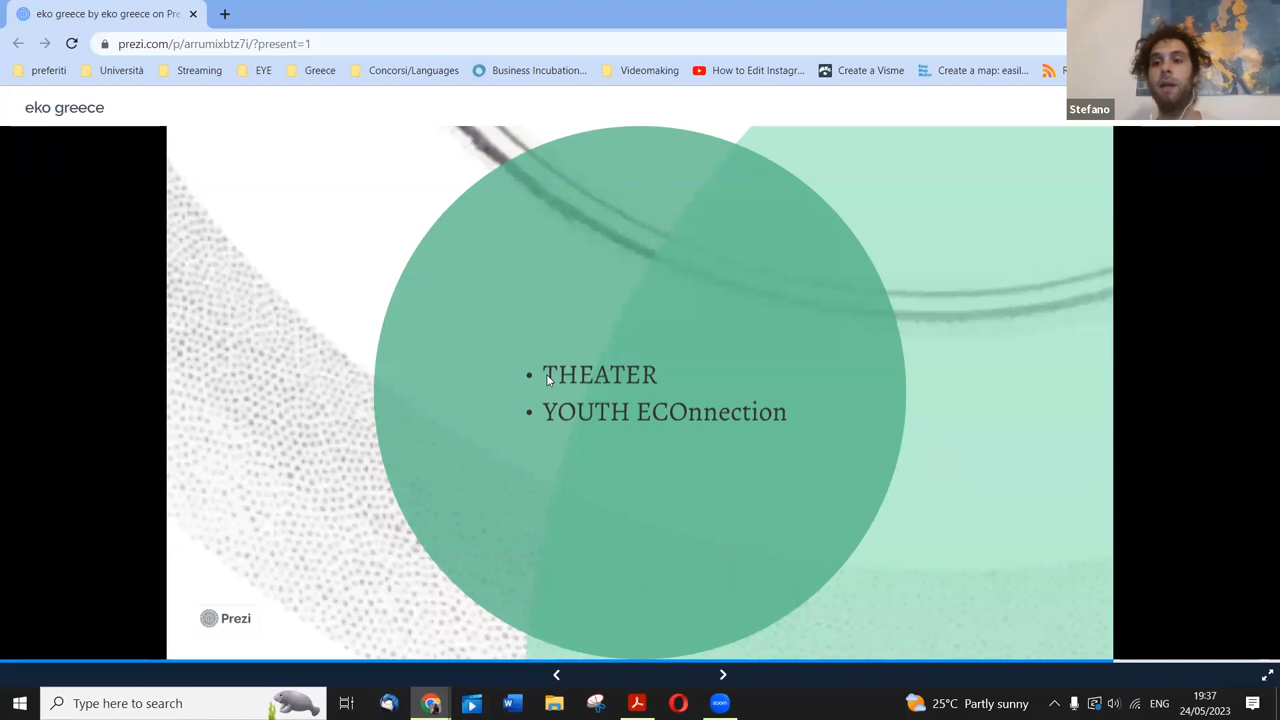 eko greece by eko greece on Pre
prezi.com/p/arrumixbtz7i/?present=1
preferiti Università Streaming EYE Greece Concorsi/Languages Business Incubation... Videomaking How to Edit Instagr... Create a Visme Create a map: easil...
Stefano
eko greece
• THEATER
• YOUTH ECOnnection
Prezi
Type here to search
zoom
25°C Partly sunny
ENG
19:37
24/05/2023